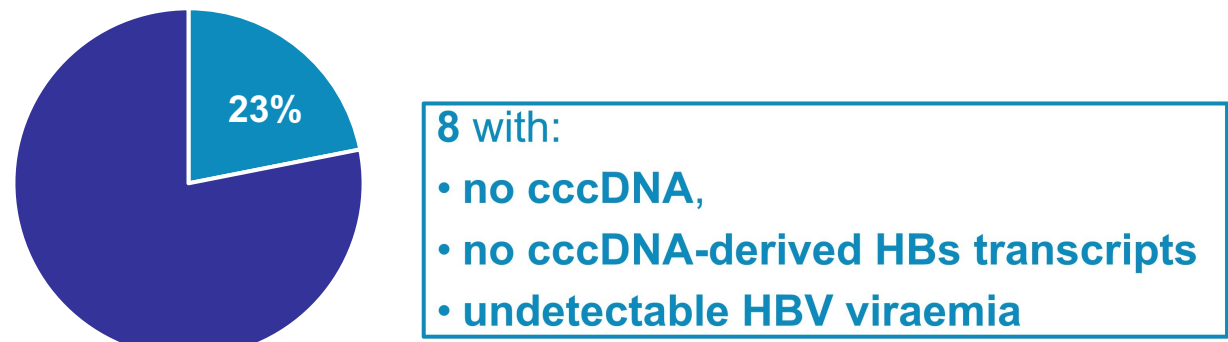 23%
8 with:
• no cccDNA,
• no cccDNA-derived HBs transcripts
• undetectable HBV viraemia